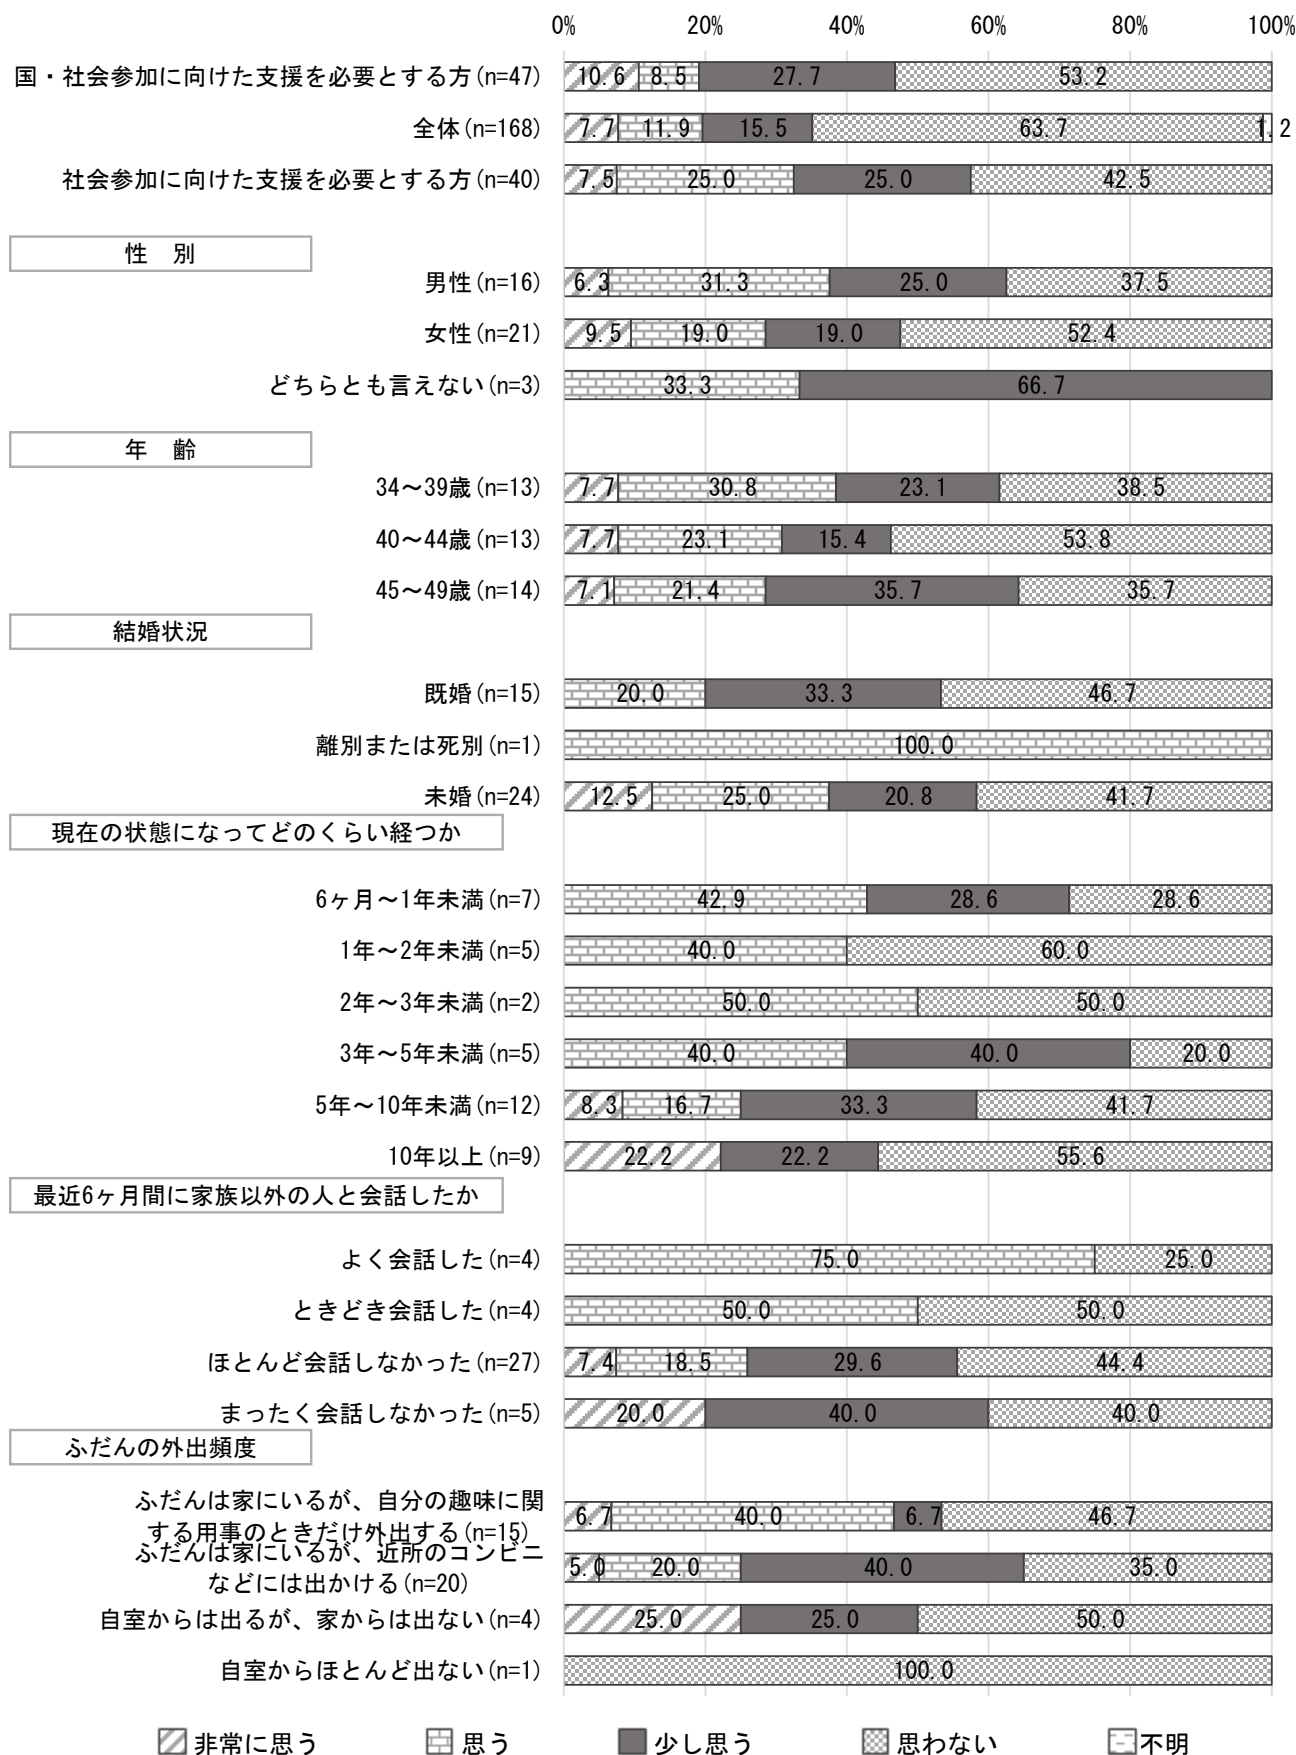 0% 20% 40% 60% 80% 100%
国・社会参加に向けた支援を必要とする方(n=47) 10.6 8.5 27.7 53.2
全体(n=168) 7.7 11.9 15.5 63.7 1.2
社会参加に向けた支援を必要とする方(n=40) 7.5 25.0 25.0 42.5
性 別
男性(n=16) 6.3 31.3 25.0 37.5
女性(n=21) 9.5 19.0 19.0 52.4
どちらとも言えない(n=3) 33.3 66.7
年 齢
34～39歳(n=13) 7.7 30.8 23.1 38.5
40～44歳(n=13) 7.7 23.1 15.4 53.8
45～49歳(n=14) 7.1 21.4 35.7 35.7
結婚状況
既婚(n=15) 20.0 33.3 46.7
離別または死別(n=1) 100.0
未婚(n=24) 12.5 25.0 20.8 41.7
現在の状態になってどのくらい経つか
6ヶ月～1年未満(n=7) 42.9 28.6 28.6
1年～2年未満(n=5) 40.0 60.0
2年～3年未満(n=2) 50.0 50.0
3年～5年未満(n=5) 40.0 40.0 20.0
5年～10年未満(n=12) 8.3 16.7 33.3 41.7
10年以上(n=9) 22.2 22.2 55.6
最近6ヶ月間に家族以外の人と会話したか
よく会話した(n=4) 75.0 25.0
ときどき会話した(n=4) 50.0 50.0
ほとんど会話しなかった(n=27) 7.4 18.5 29.6 44.4
まったく会話しなかった(n=5) 20.0 40.0 40.0
ふだんの外出頻度
ふだんは家にいるが、自分の趣味に関
する用事のときだけ外出する(n=15) 6.7 40.0 6.7 46.7
ふだんは家にいるが、近所のコンビニ
などには出かける(n=20) 5.0 20.0 40.0 35.0
自室からは出るが、家からは出ない(n=4) 25.0 25.0 50.0
自室からほとんど出ない(n=1) 100.0
非常に思う 思う 少し思う 思わない 不明